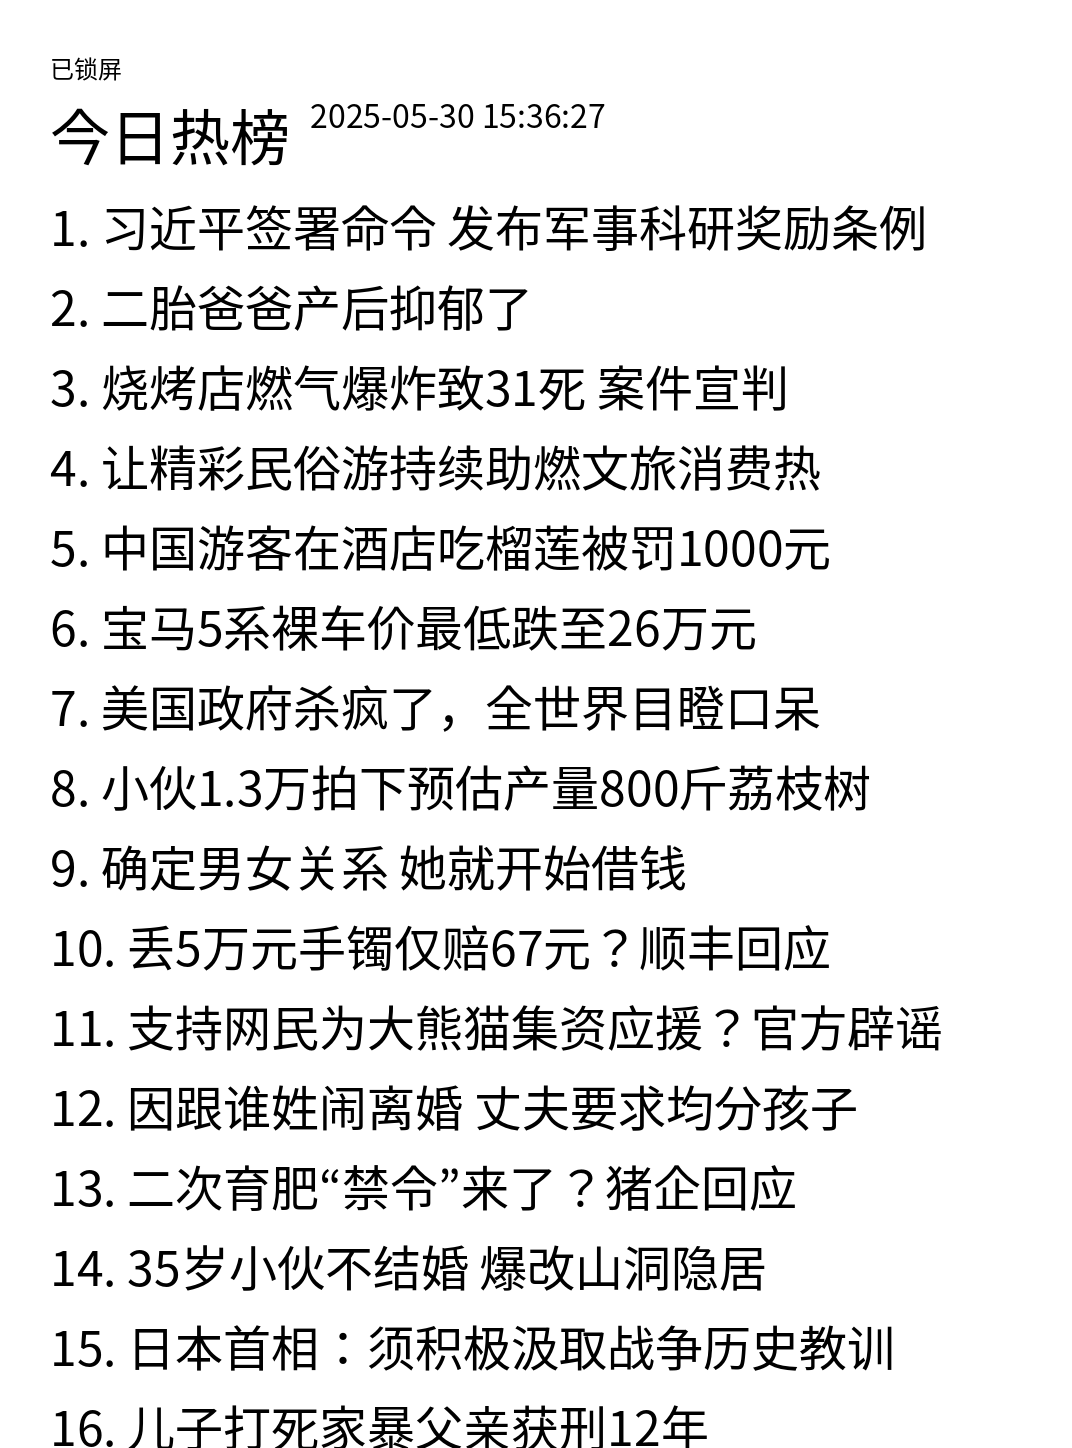 已锁屏
今日热榜 2025-05-30 15:36:27
1. 习近平签署命令 发布军事科研奖励条例
2. 二胎爸爸产后抑郁了
3. 烧烤店燃气爆炸致31死 案件宣判
4. 让精彩民俗游持续助燃文旅消费热
5. 中国游客在酒店吃榴莲被罚1000元
6. 宝马5系裸车价最低跌至26万元
7. 美国政府杀疯了，全世界目瞪口呆
8. 小伙1.3万拍下预估产量800斤荔枝树
9. 确定男女关系 她就开始借钱
10. 丢5万元手镯仅赔67元？顺丰回应
11. 支持网民为大熊猫集资应援？官方辟谣
12. 因跟谁姓闹离婚 丈夫要求均分孩子
13. 二次育肥“禁令”来了？猪企回应
14. 35岁小伙不结婚 爆改山洞隐居
15. 日本首相：须积极汲取战争历史教训
16. 儿子打死家暴父亲获刑12年